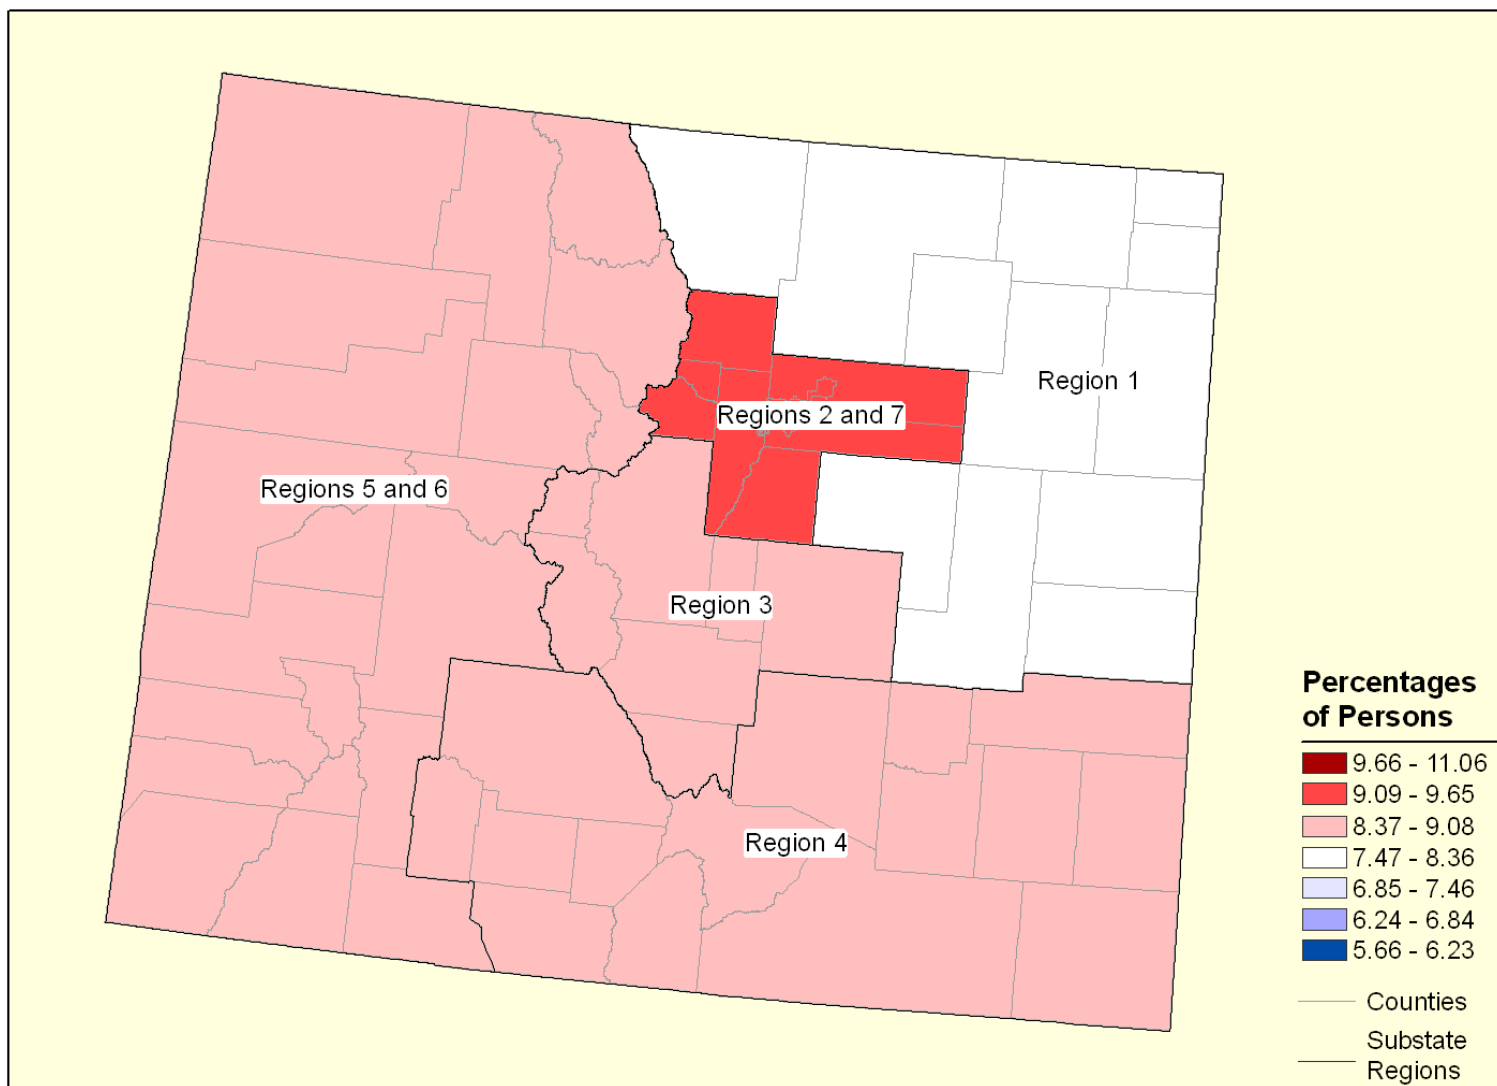 Region 1
Regions 2 and 7
Regions 5 and 6
Region 3
Region 4
Percentages
of Persons
9.66 - 11.06
9.09 - 9.65
8.37 - 9.08
7.47 - 8.36
6.85 - 7.46
6.24 - 6.84
5.66 - 6.23
Counties
Substate
Regions